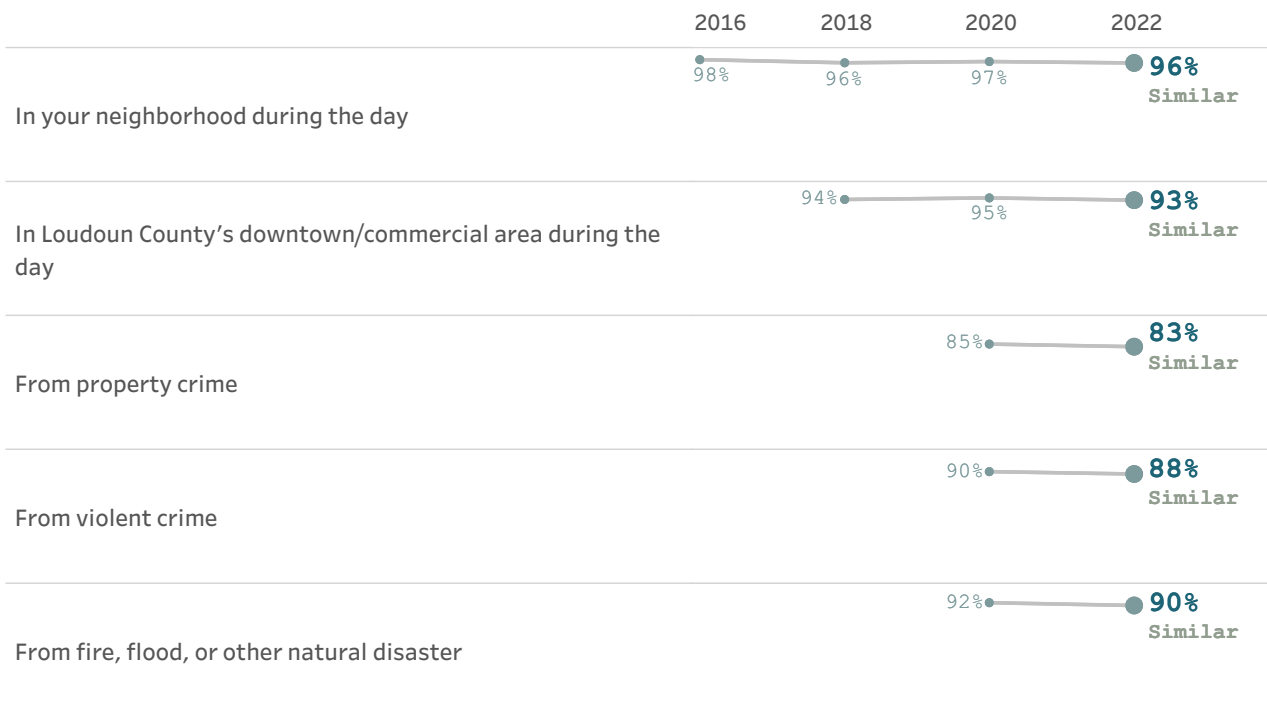 2016 2018 2020 2022
In your neighborhood during the day
98% 96% 97% 96%
Similar
In Loudoun County’s downtown/commercial area during the
day
94% 95% 93%
Similar
From property crime
85% 83%
Similar
From violent crime
90% 88%
Similar
From fire, flood, or other natural disaster
92% 90%
Similar